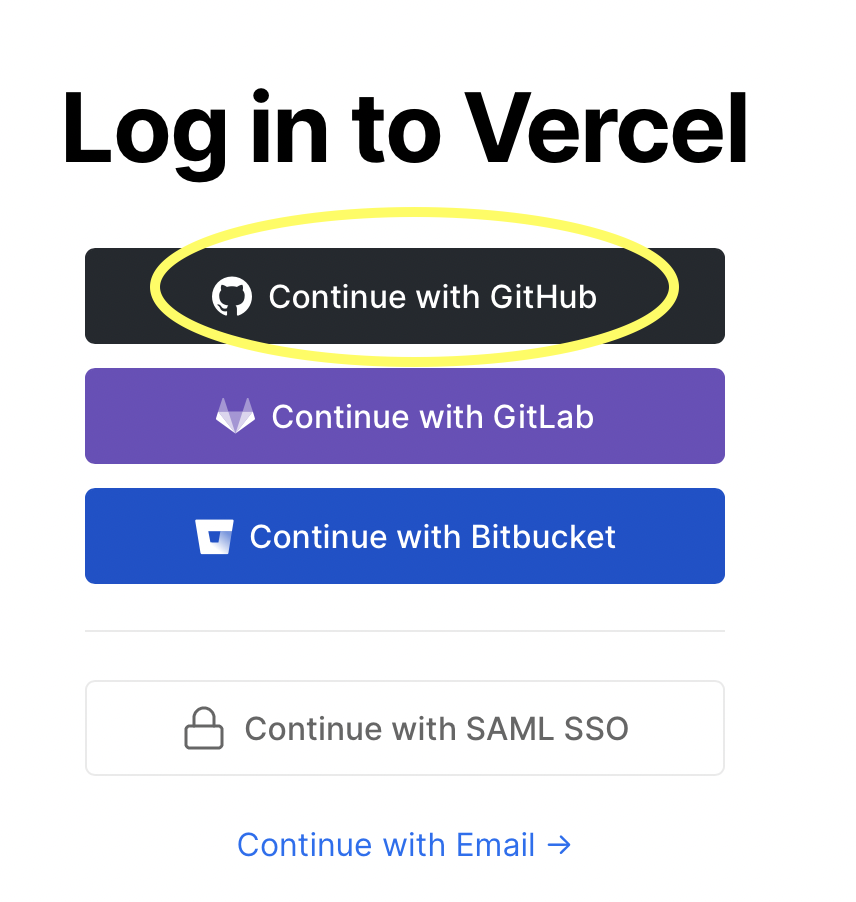 Log in to Vercel
Continue with GitHub
Continue with GitLab
Continue with Bitbucket
Continue with SAML SSO
Continue with Email →